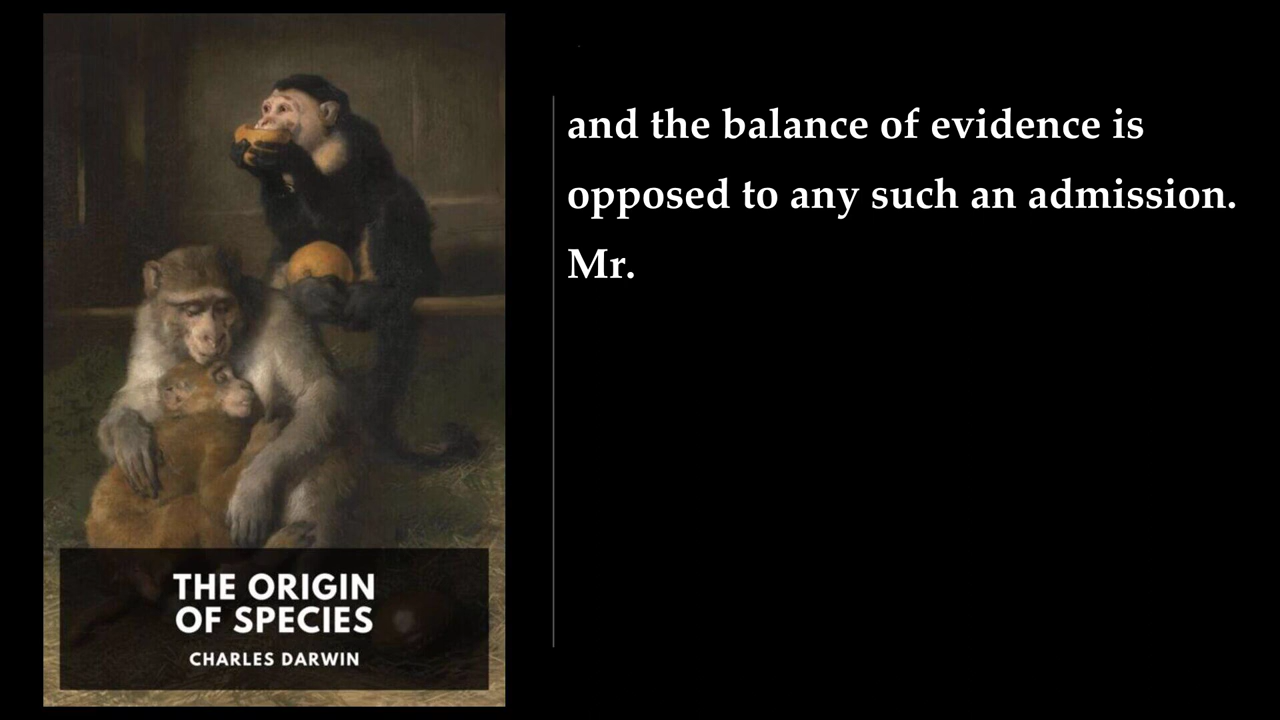 and the balance of evidence is
opposed to any such an admission.
Mr.
THE ORIGIN
OF SPECIES
CHARLES DARWIN